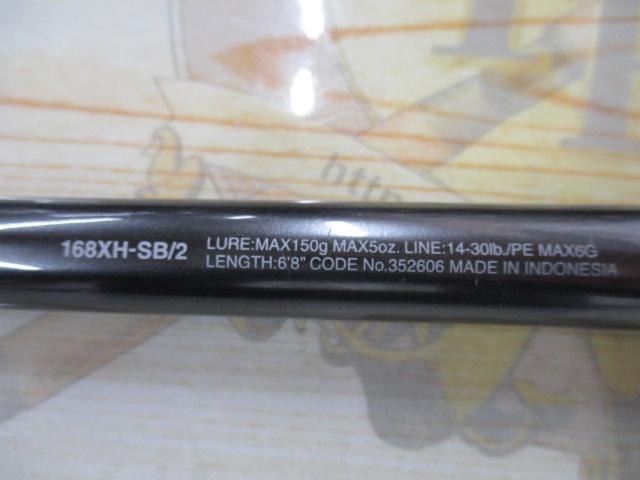 http
168XH-SB/2
LURE:MAX150g MAX5oz. LINE:14-30lb./PE MAX6G
LENGTH:6'8" CODE No.352606 MADE IN INDONESIA